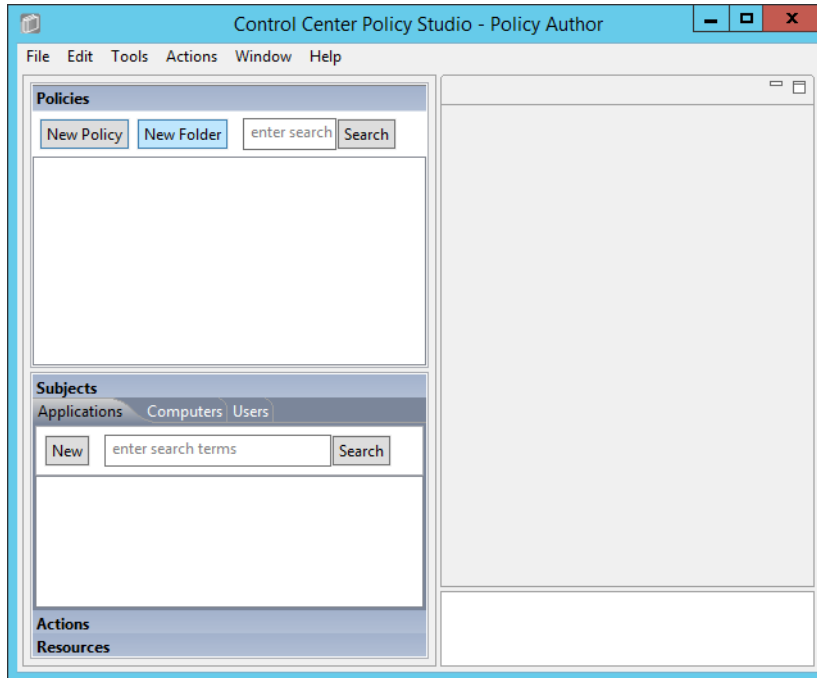 Control Center Policy Studio - Policy Author
File Edit Tools Actions Window Help
Policies
New Policy New Folder enter search Search
Subjects
Applications Computers Users
New enter search terms Search
Actions
Resources